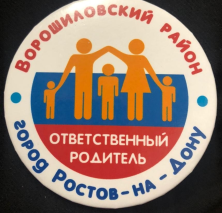 Ворошиловский район
ОТВЕТСТВЕННЫЙ
РОДИТЕЛЬ
город Ростов-на-Дону